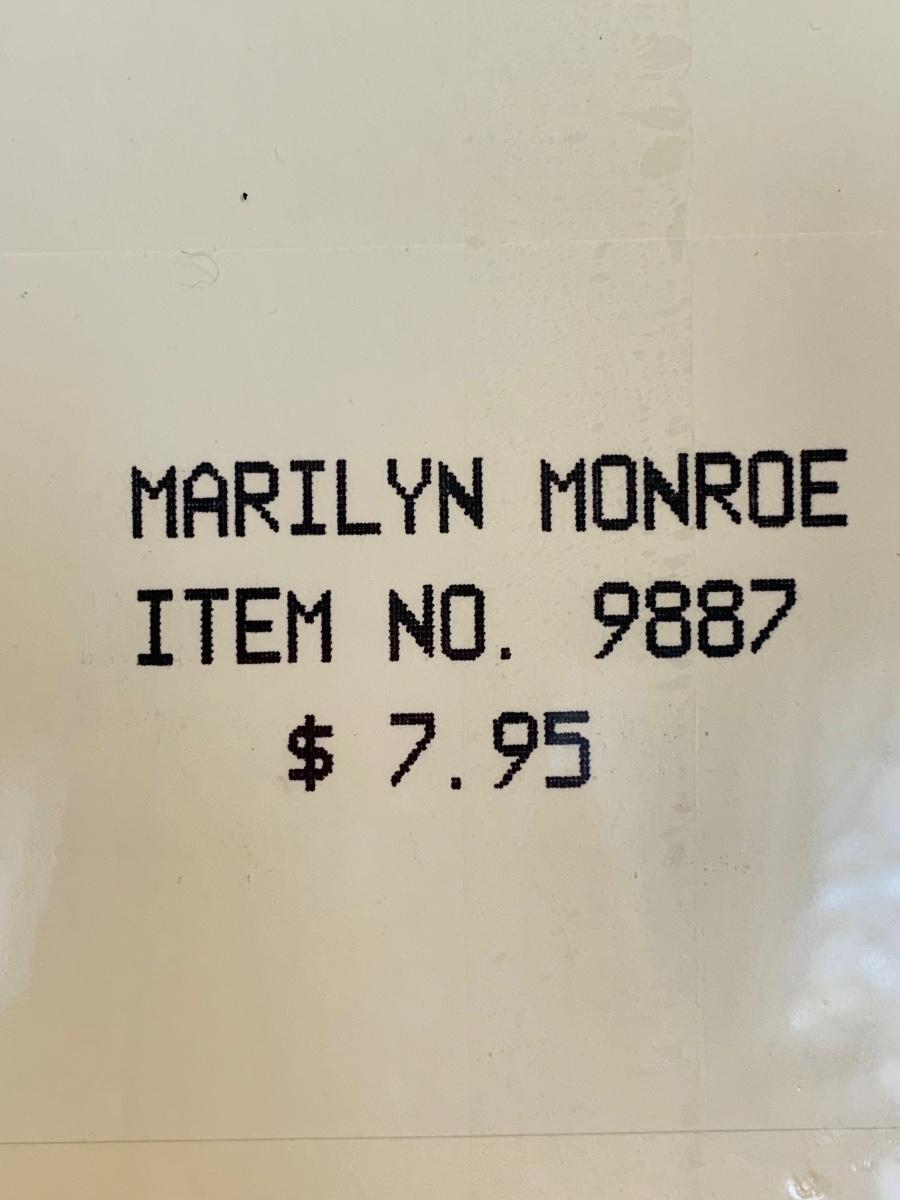 MARILYN MONROE
ITEM NO. 9887
$ 7.95